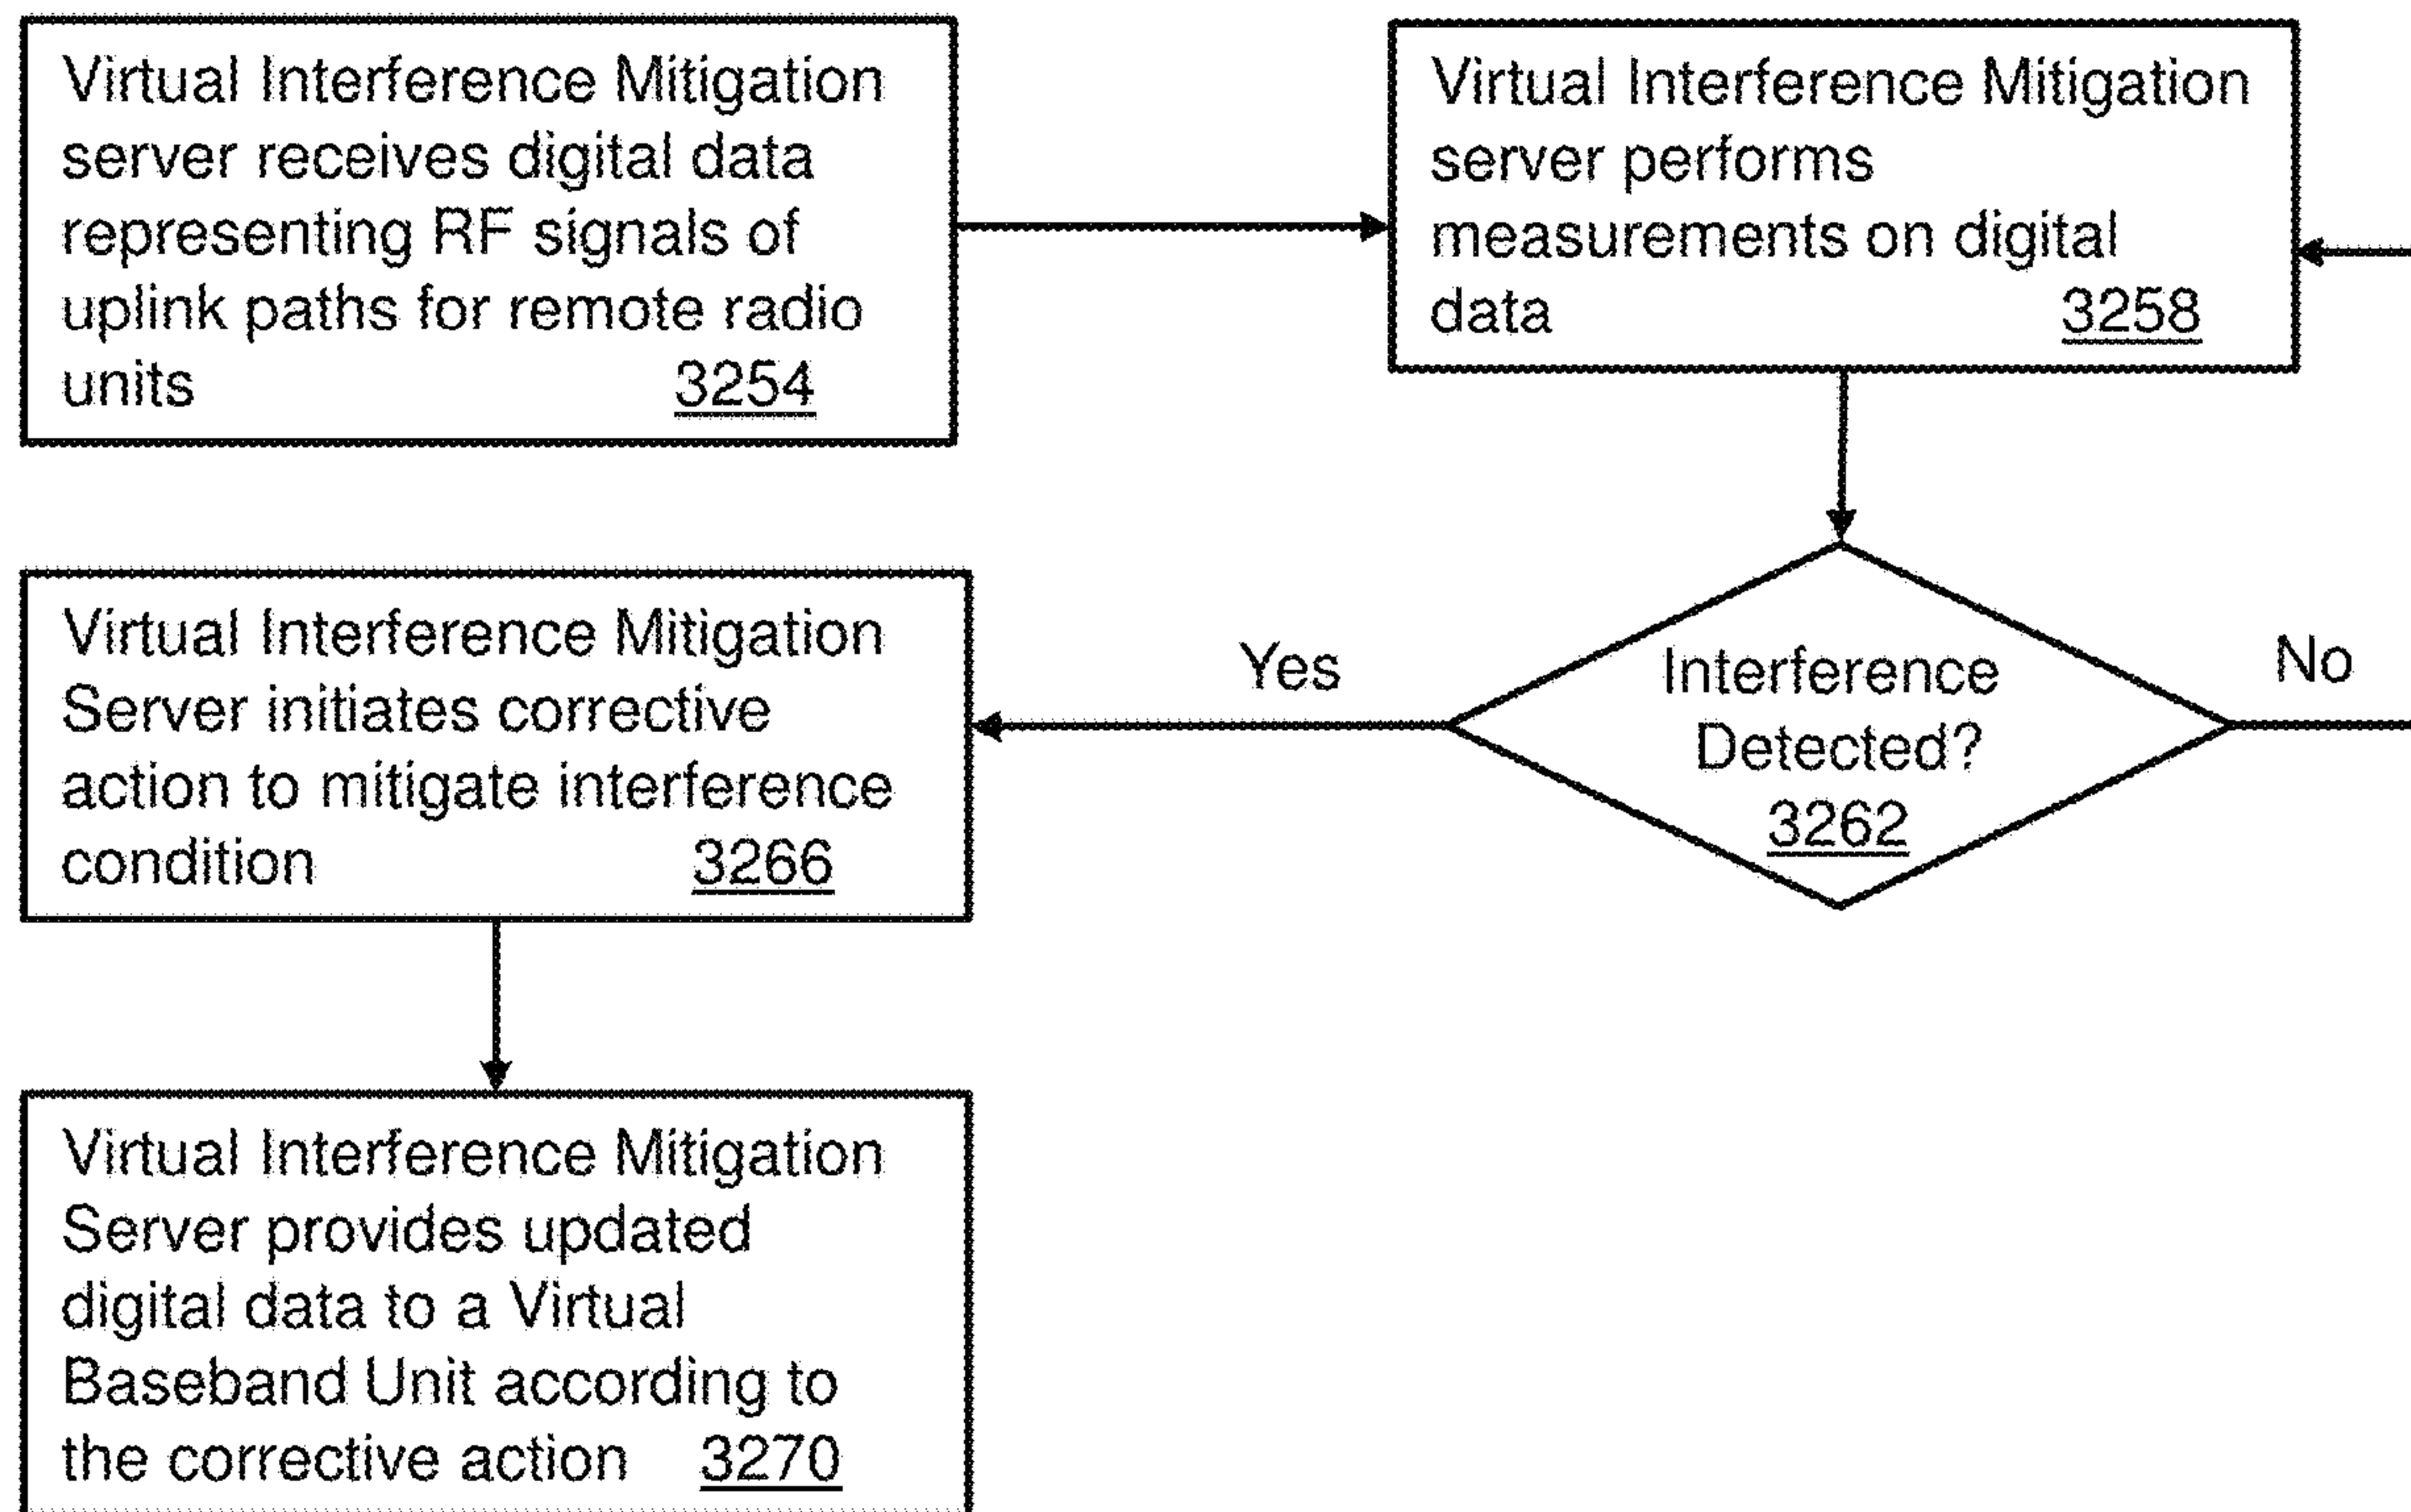 Virtual Interference Mitigation
server receives digital data
representing RF signals of
uplink paths for remote radio
units 3254
Virtual Interference Mitigation
server performs
measurements on digital
data 3258
Interference
Detected?
3262
Yes
No
Virtual Interference Mitigation
Server initiates corrective
action to mitigate interference
condition 3266
Virtual Interference Mitigation
Server provides updated
digital data to a Virtual
Baseband Unit according to
the corrective action 3270